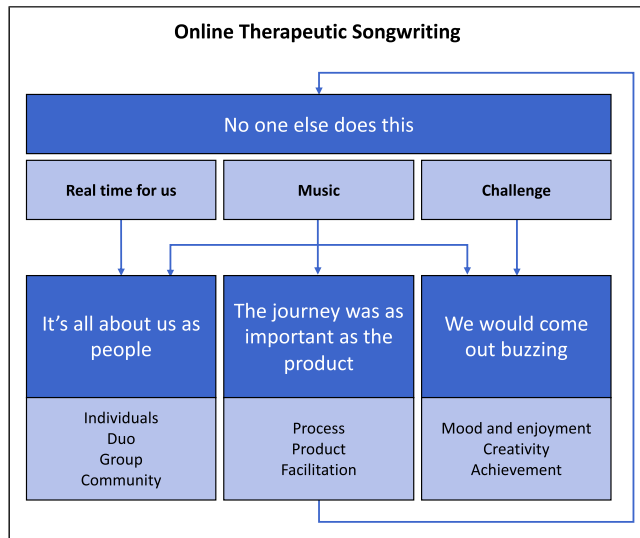 Online Therapeutic Songwriting
No one else does this
Real time for us
Music
Challenge
It’s all about us as
people
The journey was as
important as the
product
We would come
out buzzing
Individuals
Duo
Group
Community
Process
Product
Facilitation
Mood and enjoyment
Creativity
Achievement